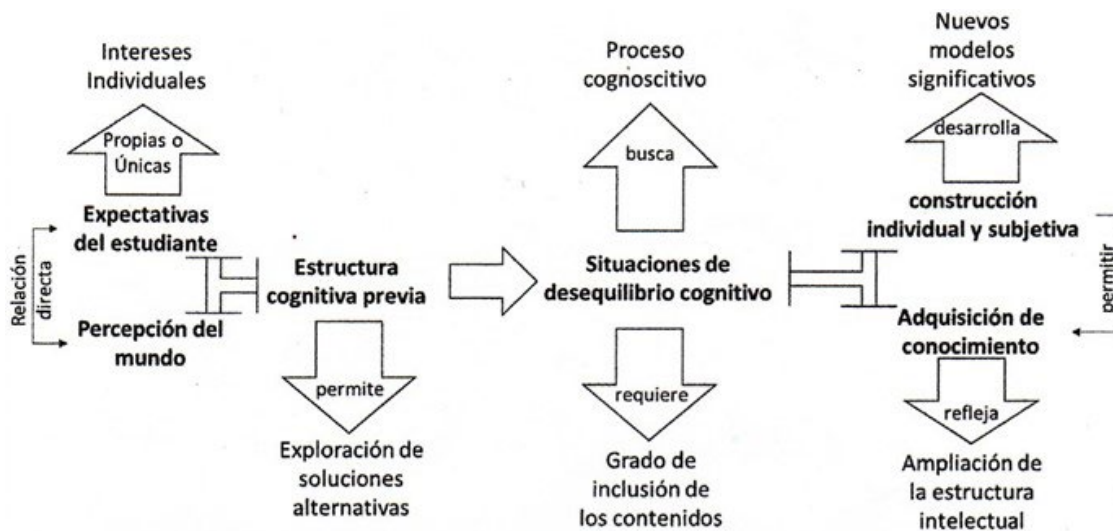 Intereses
Individuales
Propias o
Únicas
Expectativas
del estudiante
Relación
directa
Percepción del
mundo
Estructura
cognitiva previa
permite
Exploración de
soluciones
alternativas
Proceso
cognoscitivo
busca
Situaciones de
desequilibrio cognitivo
requiere
Grado de
inclusión de
los contenidos
Nuevos
modelos
significativos
desarrolla
construcción
individual y subjetiva
permitir
Adquisición de
conocimiento
refleja
Ampliación de
la estructura
intelectual